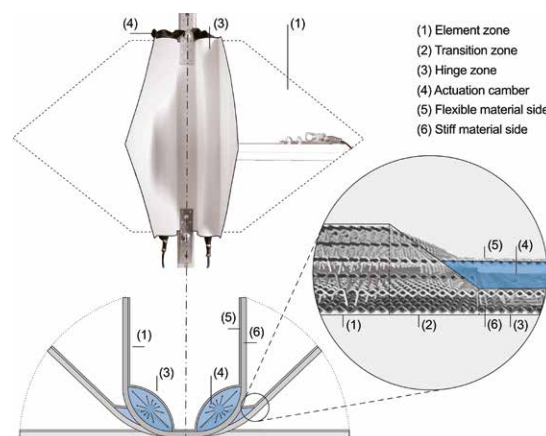 (4) (3) (1)
(1) Element zone
(2) Transition zone
(3) Hinge zone
(4) Actuation camber
(5) Flexible material side
(6) Stiff material side
(5) (4)
(1) (2) (6) (3)
(1) (5)
(6)
(3) (4)